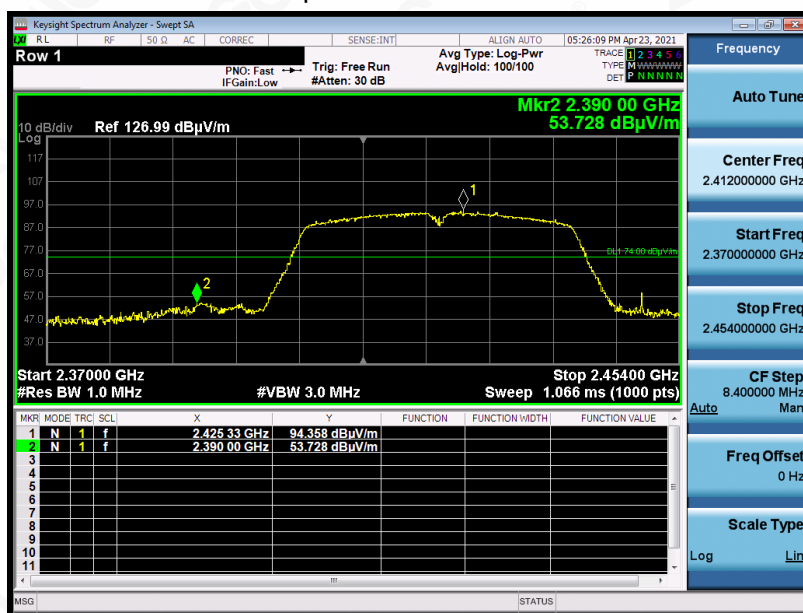 Keysight Spectrum Analyzer - Swept SA
LXI RL RF 50 Ω AC CORREC SENSE:INT ALIGN AUTO 05:26:09 PM Apr 23, 2021
Row 1
PNO: Fast
IFGain:Low
Trig: Free Run
#Atten: 30 dB
Avg Type: Log-Pwr
Avg|Hold: 100/100
TRACE 1 2 3 4 5 6
TYPE M WWWWW
DET P N N N N N
Mkr2 2.390 00 GHz
53.728 dBµV/m
10 dB/div Ref 126.99 dBµV/m
Log
117
107
97.0
87.0
77.0
67.0
57.0
47.0
37.0
1
2
DL1 74.00 dBµV/m
Start 2.37000 GHz Stop 2.45400 GHz
#Res BW 1.0 MHz #VBW 3.0 MHz Sweep 1.066 ms (1000 pts)
MKR MODE TRC SCL X Y FUNCTION FUNCTION WIDTH FUNCTION VALUE
1 N 1 f 2.425 33 GHz 94.358 dBµV/m
2 N 1 f 2.390 00 GHz 53.728 dBµV/m
3
4
5
6
7
8
9
10
11
MSG STATUS
Frequency
Auto Tune
Center Freq
2.412000000 GHz
Start Freq
2.370000000 GHz
Stop Freq
2.454000000 GHz
CF Step
8.400000 MHz
Auto Man
Freq Offset
0 Hz
Scale Type
Log Lin